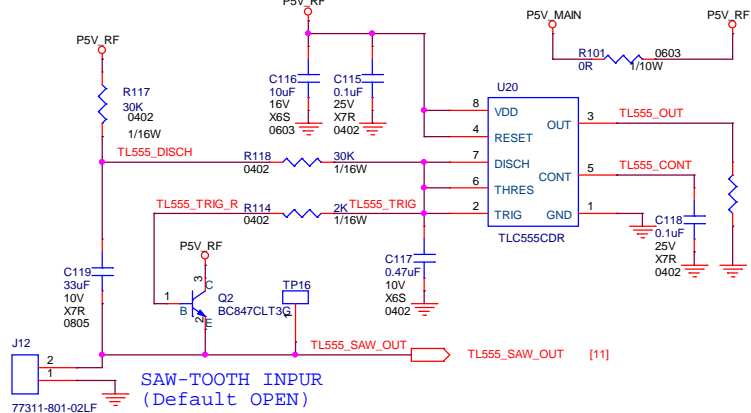 P5V_RF
P5V_RF
P5V_MAIN
P5V_RF
R101
0R
0603
1/10W
R117
30K
0402
1/16W
C116
10uF
16V
X6S
0603
C115
0.1uF
25V
X7R
0402
U20
8
VDD
4
RESET
7
DISCH
6
THRES
2
TRIG
OUT
3
CONT
5
GND
1
TLC555CDR
TL555_OUT
TL555_CONT
TL555_DISCH
R118
0402
30K
1/16W
TL555_TRIG_R
R114
0402
2K
1/16W
TL555_TRIG
C118
0.1uF
25V
X7R
0402
C117
0.47uF
10V
X6S
0402
C119
33uF
10V
X7R
0805
P5V_RF
1
B
3
C
2
E
Q2
BC847CLT3G
TP16
1
TL555_SAW_OUT
TL555_SAW_OUT
[11]
J12
2
1
77311-801-02LF
SAW-TOOTH INPUR
(Default OPEN)